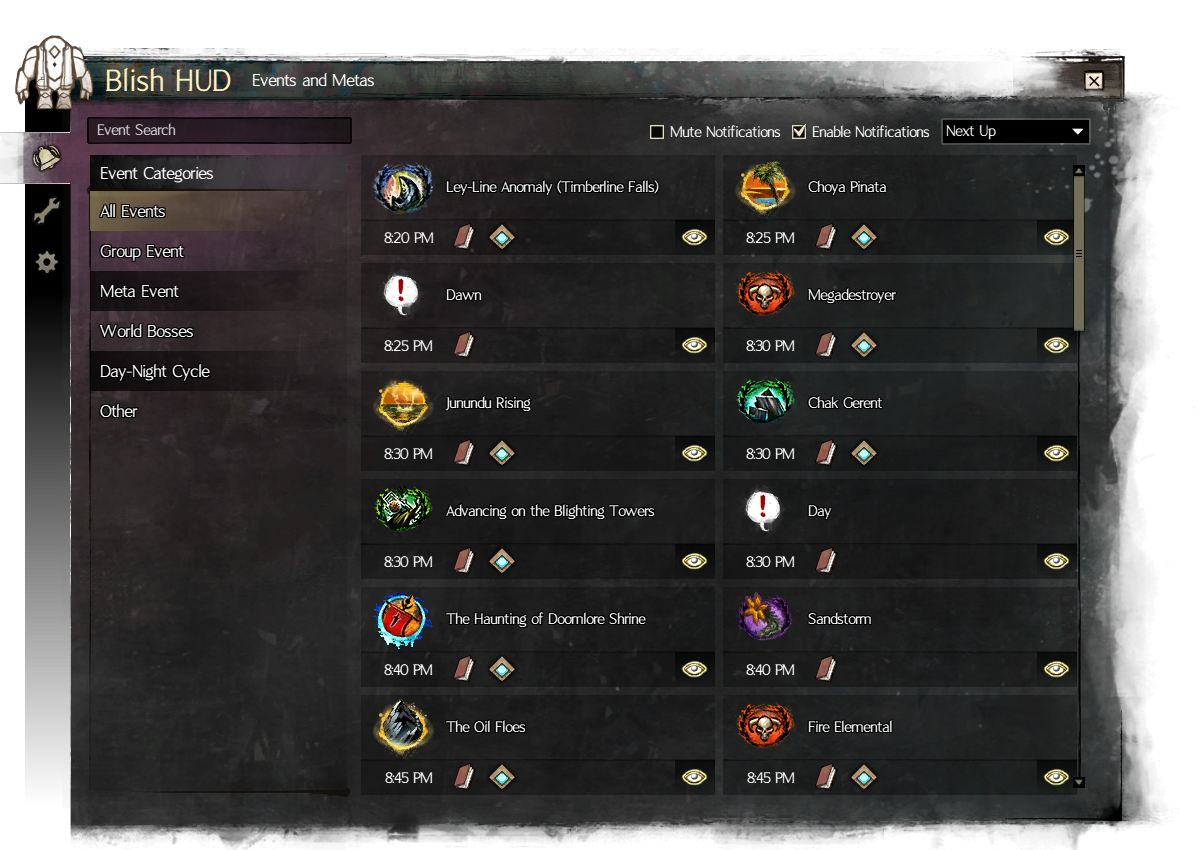 Blish HUD Events and Metas
Event Search
Mute Notifications Enable Notifications Next Up
Event Categories
All Events
Group Event
Meta Event
World Bosses
Day-Night Cycle
Other
Ley-Line Anomaly (Timberline Falls)
8:20 PM
Choya Pinata
8:25 PM
Dawn
8:25 PM
Megadestroyer
8:30 PM
Junundu Rising
8:30 PM
Chak Gerent
8:30 PM
Advancing on the Blighting Towers
8:30 PM
Day
8:30 PM
The Haunting of Doomlore Shrine
8:40 PM
Sandstorm
8:40 PM
The Oil Floes
8:45 PM
Fire Elemental
8:45 PM